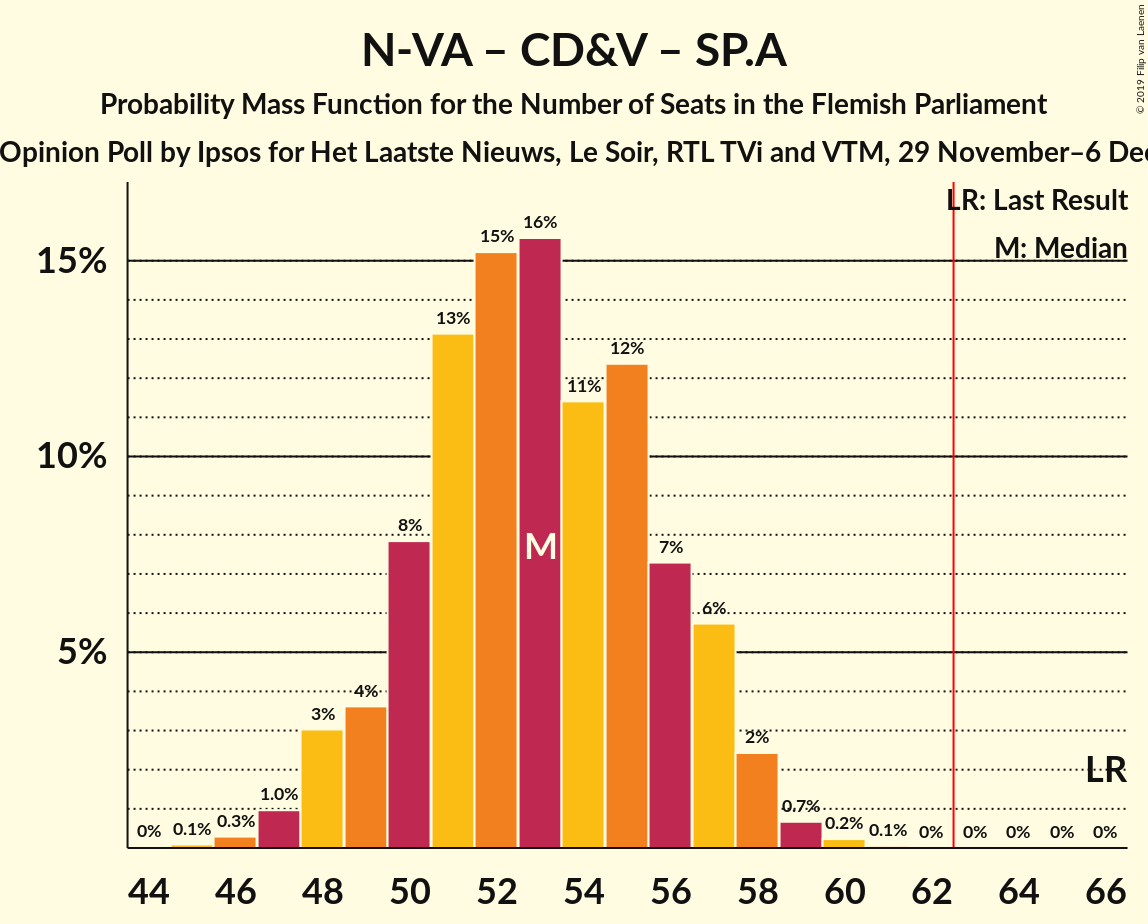 N-VA – CD&V – SP.A
Probability Mass Function for the Number of Seats in the Flemish Parliament
Opinion Poll by Ipsos for Het Laatste Nieuws, Le Soir, RTL TVi and VTM, 29 November–6 Dec
© 2019 Filip van Laenen
LR: Last Result
M: Median
15%
10%
5%
0%
0.1%
0.3%
1.0%
3%
4%
8%
13%
15%
16%
11%
12%
7%
6%
2%
0.7%
0.2%
0.1%
0%
0%
0%
0%
0%
M
LR
44 46 48 50 52 54 56 58 60 62 64 66